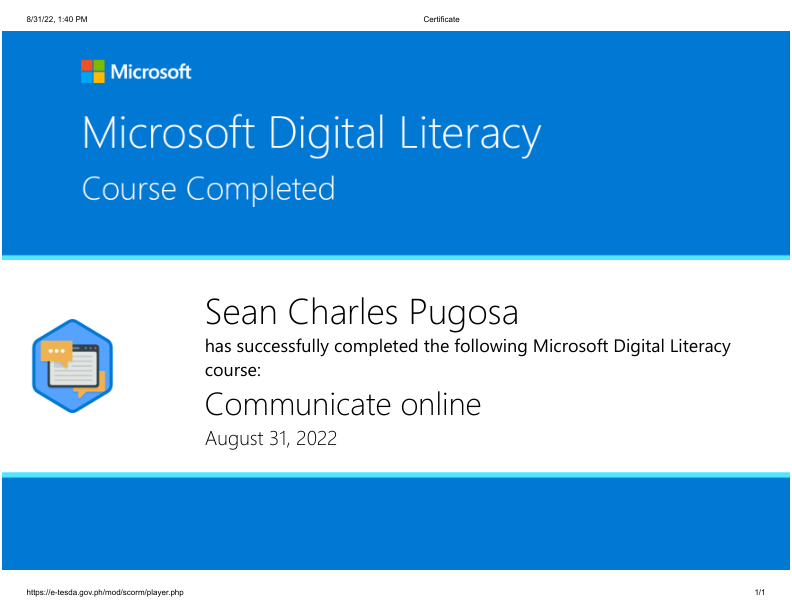 8/31/22, 1:40 PM
Certificate
Microsoft
Microsoft Digital Literacy
Course Completed
Sean Charles Pugosa
has successfully completed the following Microsoft Digital Literacy
course:
Communicate online
August 31, 2022
https://e-tesda.gov.ph/mod/scorm/player.php
1/1